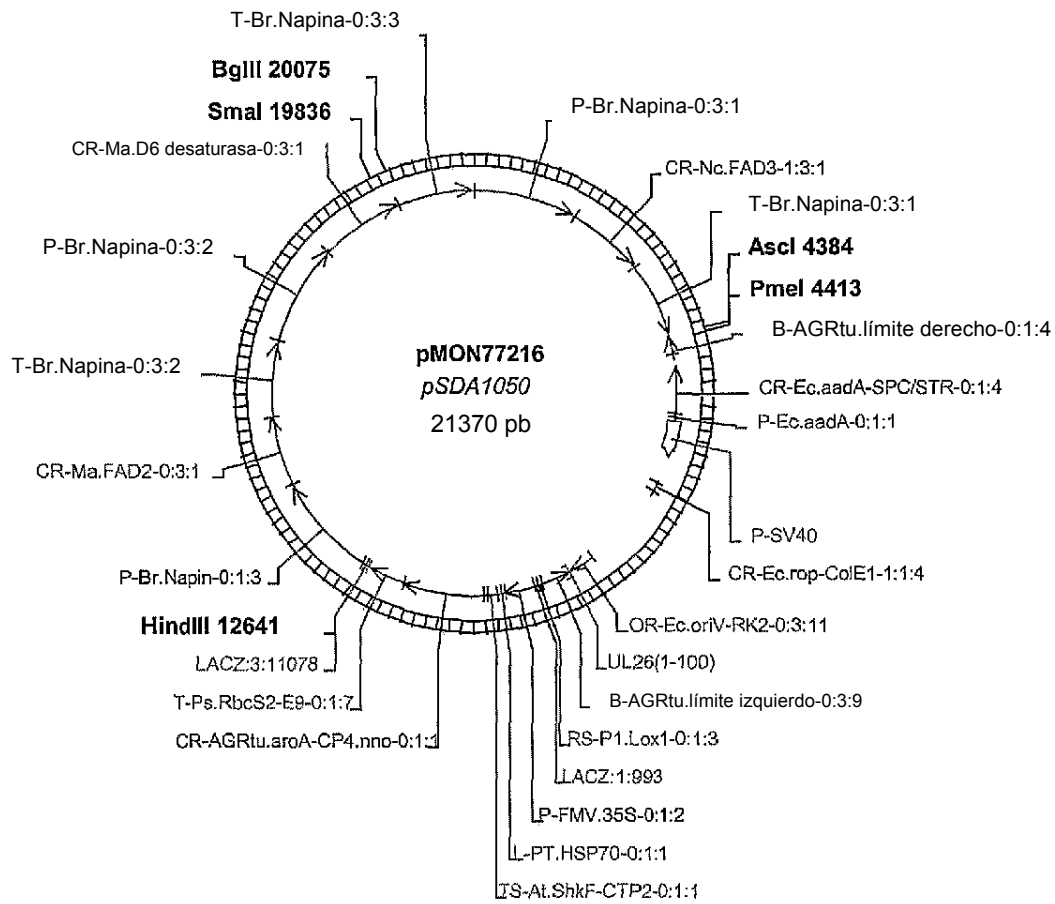 T-Br.Napina-0:3:3
BglII 20075
SmaI 19836
P-Br.Napina-0:3:1
CR-Ma.D6 desaturasa-0:3:1
CR-Nc.FAD3-1:3:1
T-Br.Napina-0:3:1
P-Br.Napina-0:3:2
AscI 4384
PmeI 4413
B-AGRtu.límite derecho-0:1:4
pMON77216
pSDA1050
21370 pb
T-Br.Napina-0:3:2
CR-Ec.aadA-SPC/STR-0:1:4
P-Ec.aadA-0:1:1
CR-Ma.FAD2-0:3:1
P-SV40
P-Br.Napin-0:1:3
CR-Ec.rop-ColE1-1:1:4
HindIII 12641
OR-Ec.oriV-RK2-0:3:11
LACZ:3:11078
UL26(1-100)
T-Ps.RbcS2-E9-0:1:7
B-AGRtu.límite izquierdo-0:3:9
CR-AGRtu.aroA-CP4.nno-0:1:1
RS-P1.Lox1-0:1:3
LACZ:1:993
P-FMV.35S-0:1:2
L-PT.HSP70-0:1:1
TS-At.ShkF-CTP2-0:1:1